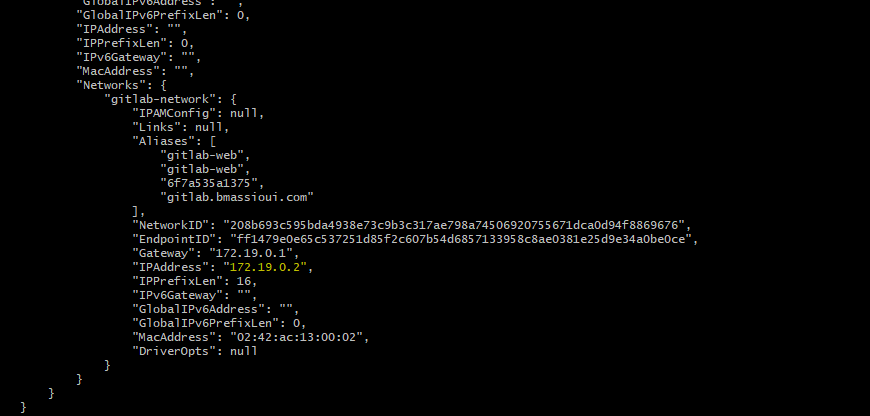 "GlobalIPv6Address": "",
"GlobalIPv6PrefixLen": 0,
"IPAddress": "",
"IPPrefixLen": 0,
"IPv6Gateway": "",
"MacAddress": "",
"Networks": {
"gitlab-network": {
"IPAMConfig": null,
"Links": null,
"Aliases": [
"gitlab-web",
"gitlab-web",
"6f7a535a1375",
"gitlab.bmassioui.com"
],
"NetworkID": "208b693c595bda4938e73c9b3c317ae798a74506920755671dca0d94f8869676",
"EndpointID": "ff1479e0e65c537251d85f2c607b54d6857133958c8ae0381e25d9e34a0be0ce",
"Gateway": "172.19.0.1",
"IPAddress": "172.19.0.2",
"IPPrefixLen": 16,
"IPv6Gateway": "",
"GlobalIPv6Address": "",
"GlobalIPv6PrefixLen": 0,
"MacAddress": "02:42:ac:13:00:02",
"DriverOpts": null
}
}
}
}